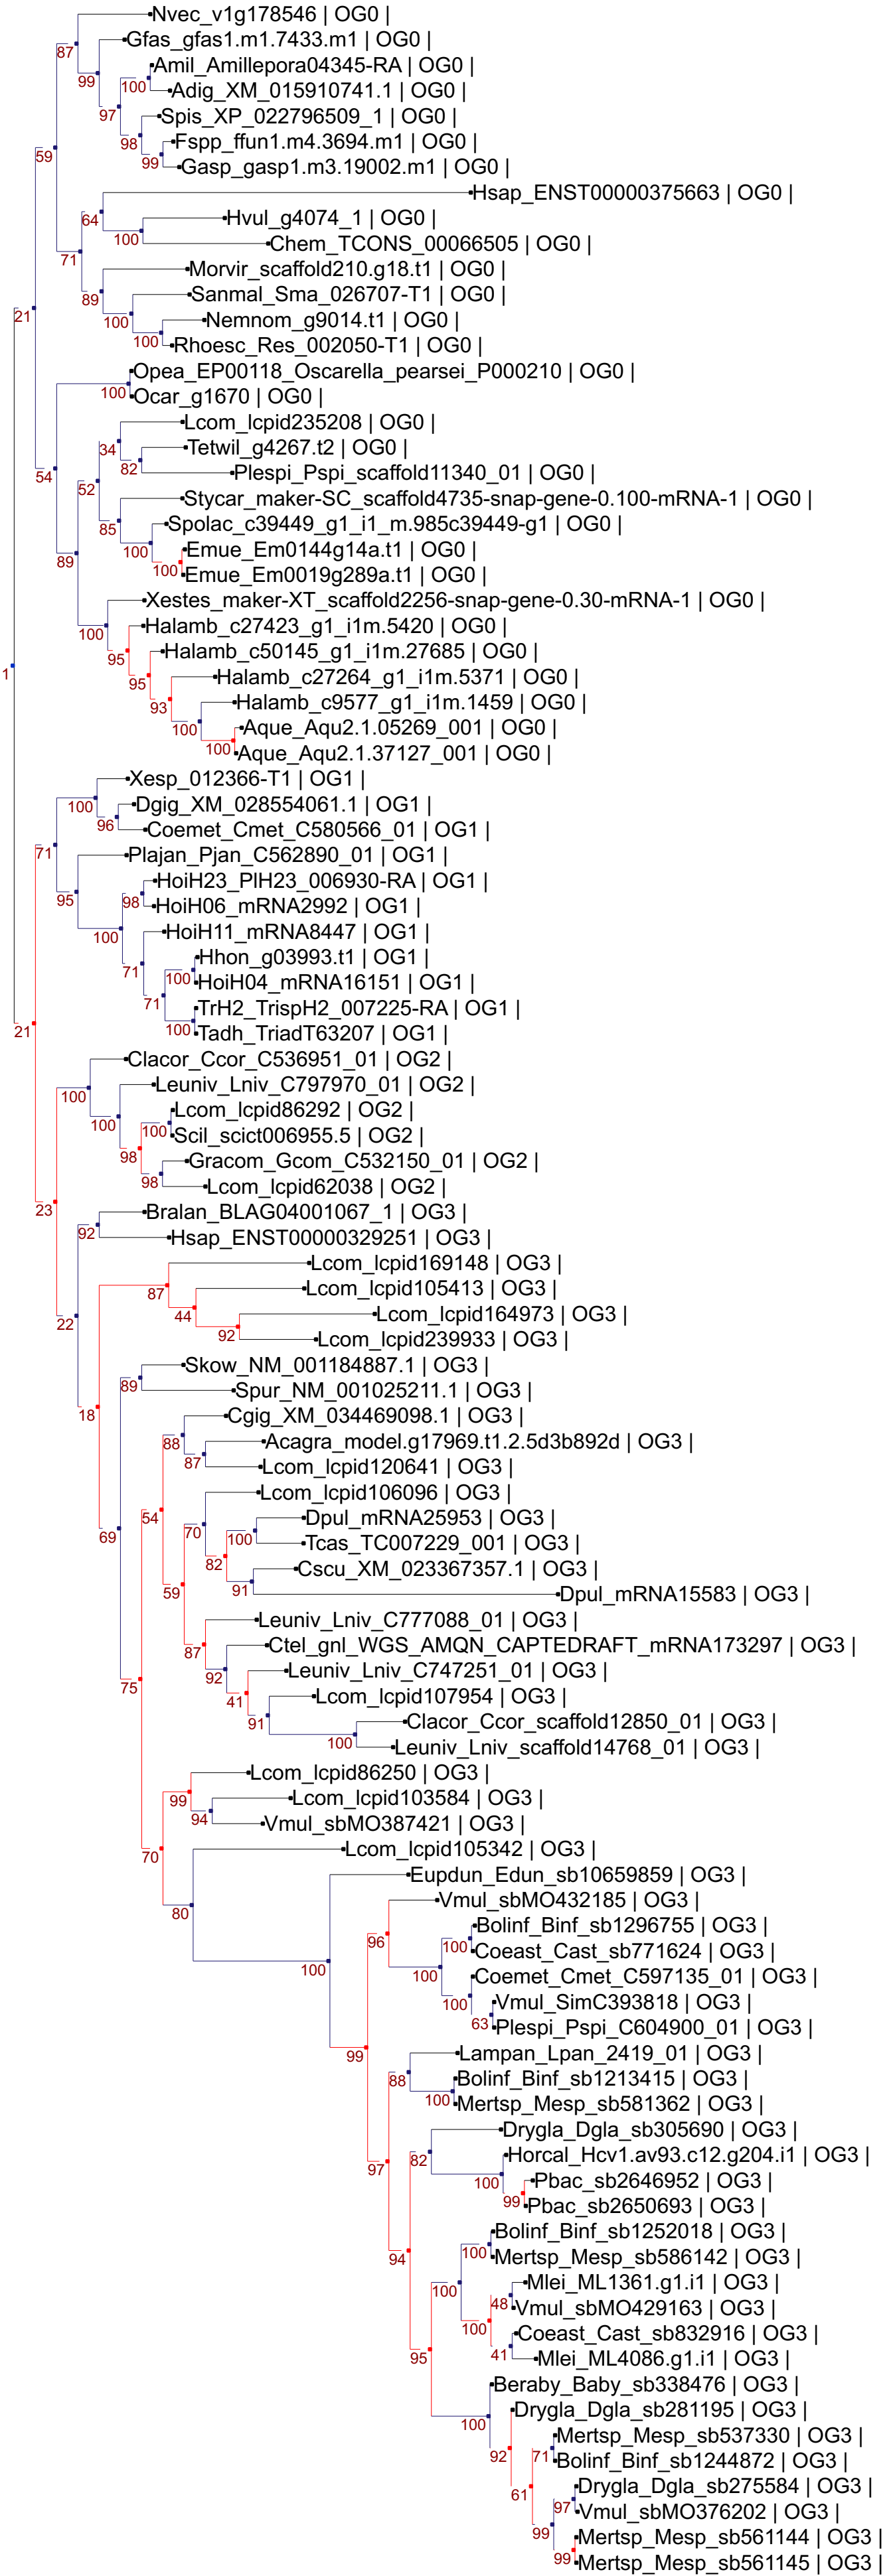 Nvec_v1g178546 | OG0 |
87
Gfas_gfas1.m1.7433.m1 | OG0 |
99
Amil_Amillepora04345-RA | OG0 |
100
Adig_XM_015910741.1 | OG0 |
97
Spis_XP_022796509_1 | OG0 |
98
Fspp_ffun1.m4.3694.m1 | OG0 |
99
Gasp_gasp1.m3.19002.m1 | OG0 |
59
Hsap_ENST00000375663 | OG0 |
64
Hvul_g4074_1 | OG0 |
100
Chem_TCONS_00066505 | OG0 |
71
Morvir_scaffold210.g18.t1 | OG0 |
89
Sanmal_Sma_026707-T1 | OG0 |
100
Nemnom_g9014.t1 | OG0 |
21
100
Rhoesc_Res_002050-T1 | OG0 |
Opea_EP00118_Oscarella_pearsei_P000210 | OG0 |
100
Ocar_g1670 | OG0 |
Lcom_lcpid235208 | OG0 |
34
Tetwil_g4267.t2 | OG0 |
82
Plespi_Pspi_scaffold11340_01 | OG0 |
54
52
Stycar_maker-SC_scaffold4735-snap-gene-0.100-mRNA-1 | OG0 |
85
Spolac_c39449_g1_i1_m.985c39449-g1 | OG0 |
100
Emue_Em0144g14a.t1 | OG0 |
89
100
Emue_Em0019g289a.t1 | OG0 |
Xestes_maker-XT_scaffold2256-snap-gene-0.30-mRNA-1 | OG0 |
100
Halamb_c27423_g1_i1m.5420 | OG0 |
95
Halamb_c50145_g1_i1m.27685 | OG0 |
1
95
Halamb_c27264_g1_i1m.5371 | OG0 |
93
Halamb_c9577_g1_i1m.1459 | OG0 |
100
Aque_Aqu2.1.05269_001 | OG0 |
100
Aque_Aqu2.1.37127_001 | OG0 |
Xesp_012366-T1 | OG1 |
100
Dgig_XM_028554061.1 | OG1 |
96
Coemet_Cmet_C580566_01 | OG1 |
71
Plajan_Pjan_C562890_01 | OG1 |
95
HoiH23_PlH23_006930-RA | OG1 |
98
HoiH06_mRNA2992 | OG1 |
100
HoiH11_mRNA8447 | OG1 |
71
Hhon_g03993.t1 | OG1 |
100
HoiH04_mRNA16151 | OG1 |
71
TrH2_TrispH2_007225-RA | OG1 |
21
100
Tadh_TriadT63207 | OG1 |
Clacor_Ccor_C536951_01 | OG2 |
100
Leuniv_Lniv_C797970_01 | OG2 |
100
Lcom_lcpid86292 | OG2 |
100
Scil_scict006955.5 | OG2 |
98
Gracom_Gcom_C532150_01 | OG2 |
98
Lcom_lcpid62038 | OG2 |
23
Bralan_BLAG04001067_1 | OG3 |
92
Hsap_ENST00000329251 | OG3 |
Lcom_lcpid169148 | OG3 |
87
Lcom_lcpid105413 | OG3 |
44
Lcom_lcpid164973 | OG3 |
22
92
Lcom_lcpid239933 | OG3 |
Skow_NM_001184887.1 | OG3 |
89
Spur_NM_001025211.1 | OG3 |
18
Cgig_XM_034469098.1 | OG3 |
88
Acagra_model.g17969.t1.2.5d3b892d | OG3 |
87
Lcom_lcpid120641 | OG3 |
Lcom_lcpid106096 | OG3 |
54
Dpul_mRNA25953 | OG3 |
70
100
Tcas_TC007229_001 | OG3 |
69
82
Cscu_XM_023367357.1 | OG3 |
91
Dpul_mRNA15583 | OG3 |
59
Leuniv_Lniv_C777088_01 | OG3 |
87
Ctel_gnl_WGS_AMQN_CAPTEDRAFT_mRNA173297 | OG3 |
92
Leuniv_Lniv_C747251_01 | OG3 |
75
41
Lcom_lcpid107954 | OG3 |
91
Clacor_Ccor_scaffold12850_01 | OG3 |
100
Leuniv_Lniv_scaffold14768_01 | OG3 |
Lcom_lcpid86250 | OG3 |
99
Lcom_lcpid103584 | OG3 |
94
Vmul_sbMO387421 | OG3 |
70
Lcom_lcpid105342 | OG3 |
Eupdun_Edun_sb10659859 | OG3 |
80
Vmul_sbMO432185 | OG3 |
Bolinf_Binf_sb1296755 | OG3 |
96
100
Coeast_Cast_sb771624 | OG3 |
100
100
Coemet_Cmet_C597135_01 | OG3 |
100
Vmul_SimC393818 | OG3 |
63
Plespi_Pspi_C604900_01 | OG3 |
99
Lampan_Lpan_2419_01 | OG3 |
88
Bolinf_Binf_sb1213415 | OG3 |
100
Mertsp_Mesp_sb581362 | OG3 |
Drygla_Dgla_sb305690 | OG3 |
97
82
Horcal_Hcv1.av93.c12.g204.i1 | OG3 |
100
Pbac_sb2646952 | OG3 |
99
Pbac_sb2650693 | OG3 |
Bolinf_Binf_sb1252018 | OG3 |
94
100
Mertsp_Mesp_sb586142 | OG3 |
100
Mlei_ML1361.g1.i1 | OG3 |
48
Vmul_sbMO429163 | OG3 |
100
Coeast_Cast_sb832916 | OG3 |
95
41
Mlei_ML4086.g1.i1 | OG3 |
Beraby_Baby_sb338476 | OG3 |
100
Drygla_Dgla_sb281195 | OG3 |
Mertsp_Mesp_sb537330 | OG3 |
92
71
Bolinf_Binf_sb1244872 | OG3 |
61
Drygla_Dgla_sb275584 | OG3 |
97
Vmul_sbMO376202 | OG3 |
99
Mertsp_Mesp_sb561144 | OG3 |
99
Mertsp_Mesp_sb561145 | OG3 |